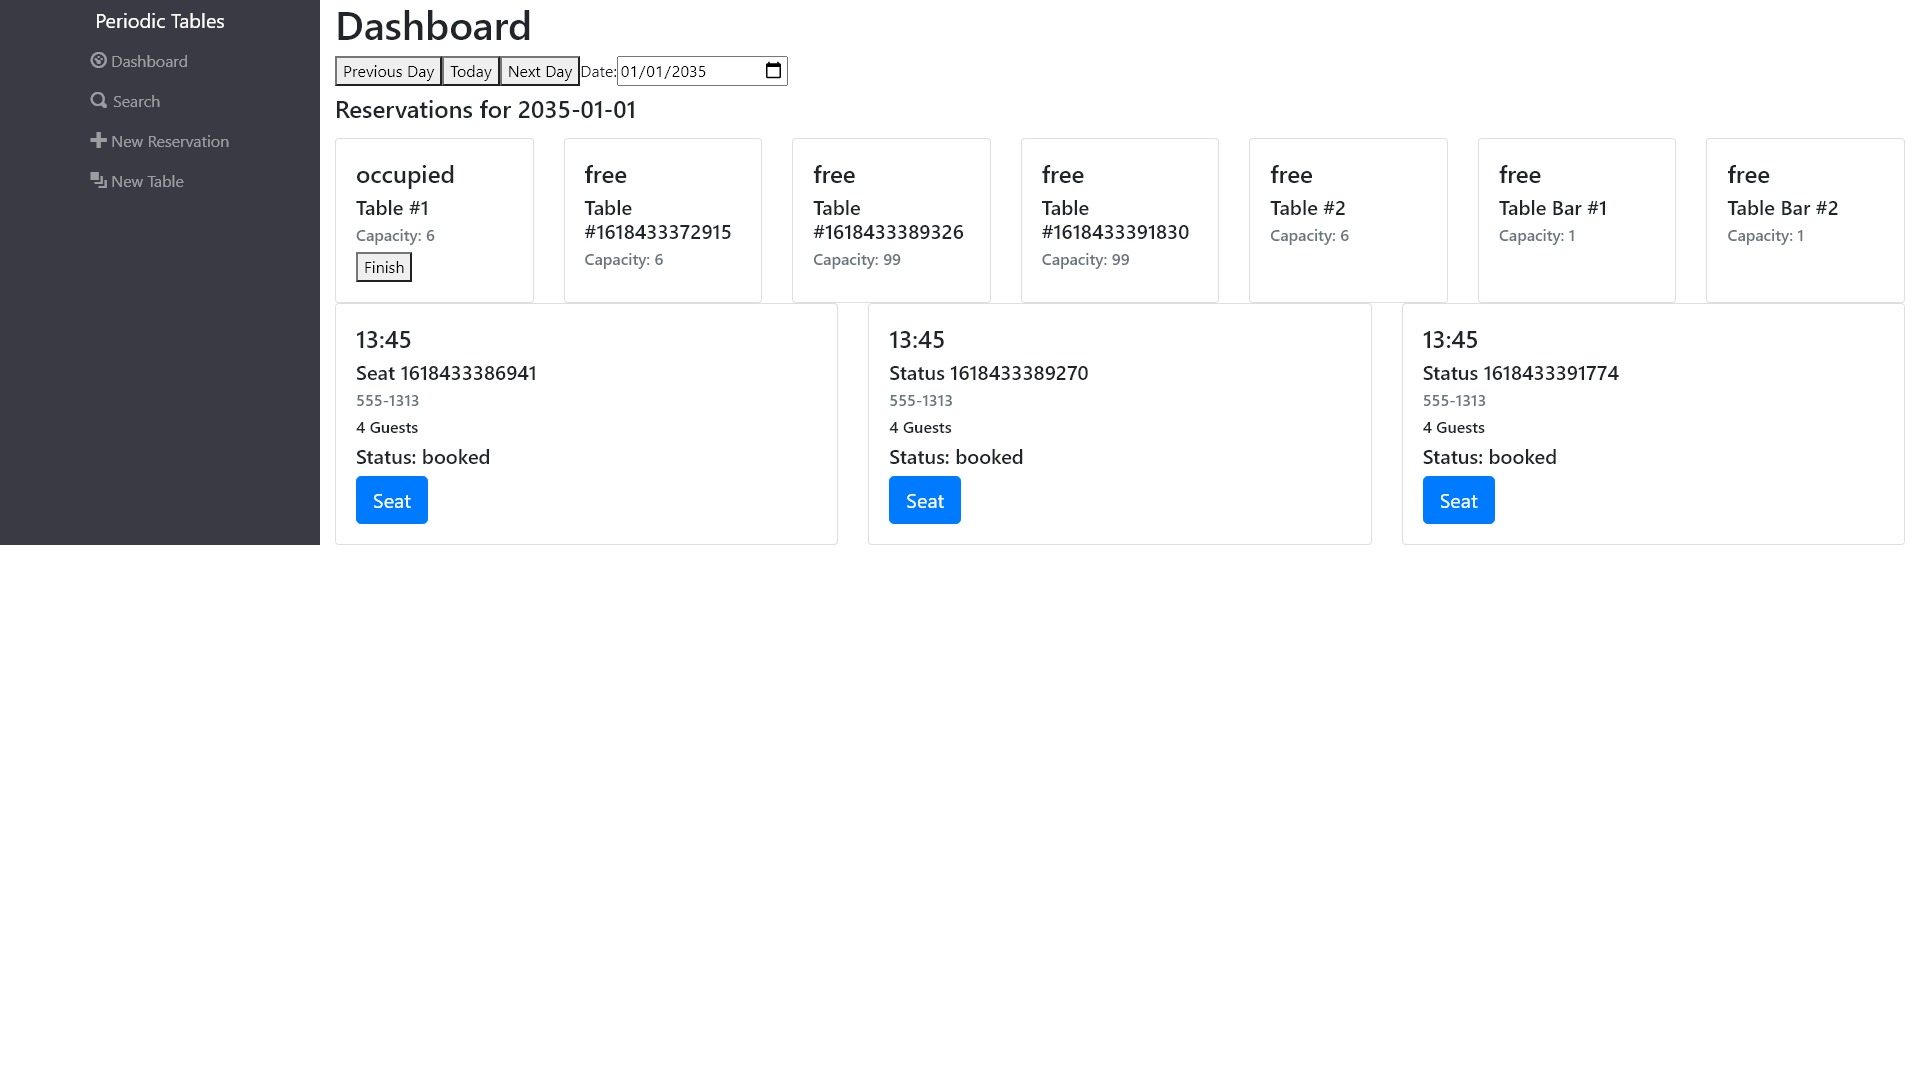 Periodic Tables
Dashboard
Search
New Reservation
New Table
Dashboard
Previous Day Today Next Day Date: 01/01/2035
Reservations for 2035-01-01
occupied
Table #1
Capacity: 6
Finish
free
Table
#1618433372915
Capacity: 6
free
Table
#1618433389326
Capacity: 99
free
Table
#1618433391830
Capacity: 99
free
Table #2
Capacity: 6
free
Table Bar #1
Capacity: 1
free
Table Bar #2
Capacity: 1
13:45
Seat 1618433386941
555-1313
4 Guests
Status: booked
Seat
13:45
Status 1618433389270
555-1313
4 Guests
Status: booked
Seat
13:45
Status 1618433391774
555-1313
4 Guests
Status: booked
Seat